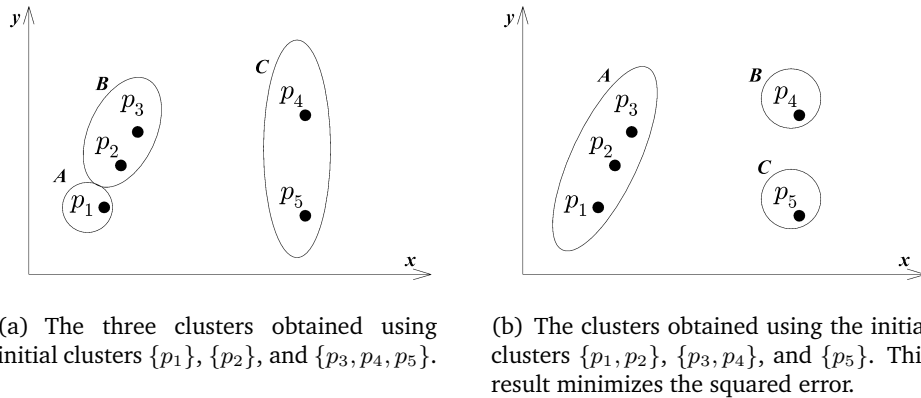 y
C
B
p4
p3
p2
A
p1
p5
x
(a) The three clusters obtained using
initial clusters {p1}, {p2}, and {p3, p4, p5}.
y
A
B
p3
p4
p2
C
p1
p5
x
(b) The clusters obtained using the initia
clusters {p1, p2}, {p3, p4}, and {p5}. Thi
result minimizes the squared error.